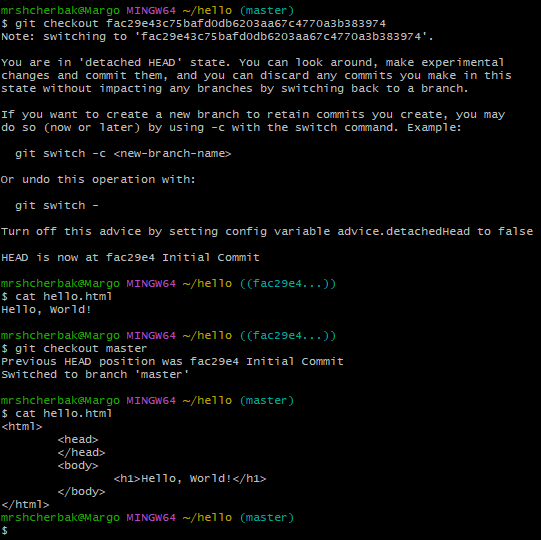 mrshcherbak@Margo MINGW64 ~/hello (master)
$ git checkout fac29e43c75bafd0db6203aa67c4770a3b383974
Note: switching to 'fac29e43c75bafd0db6203aa67c4770a3b383974'.

You are in 'detached HEAD' state. You can look around, make experimental
changes and commit them, and you can discard any commits you make in this
state without impacting any branches by switching back to a branch.

If you want to create a new branch to retain commits you create, you may
do so (now or later) by using -c with the switch command. Example:

  git switch -c <new-branch-name>

Or undo this operation with:

  git switch -

Turn off this advice by setting config variable advice.detachedHead to false

HEAD is now at fac29e4 Initial Commit

mrshcherbak@Margo MINGW64 ~/hello ((fac29e4...))
$ cat hello.html
Hello, World!

mrshcherbak@Margo MINGW64 ~/hello ((fac29e4...))
$ git checkout master
Previous HEAD position was fac29e4 Initial Commit
Switched to branch 'master'

mrshcherbak@Margo MINGW64 ~/hello (master)
$ cat hello.html
<html>
        <head>
        </head>
        <body>
                <h1>Hello, World!</h1>
        </body>
</html>
mrshcherbak@Margo MINGW64 ~/hello (master)
$